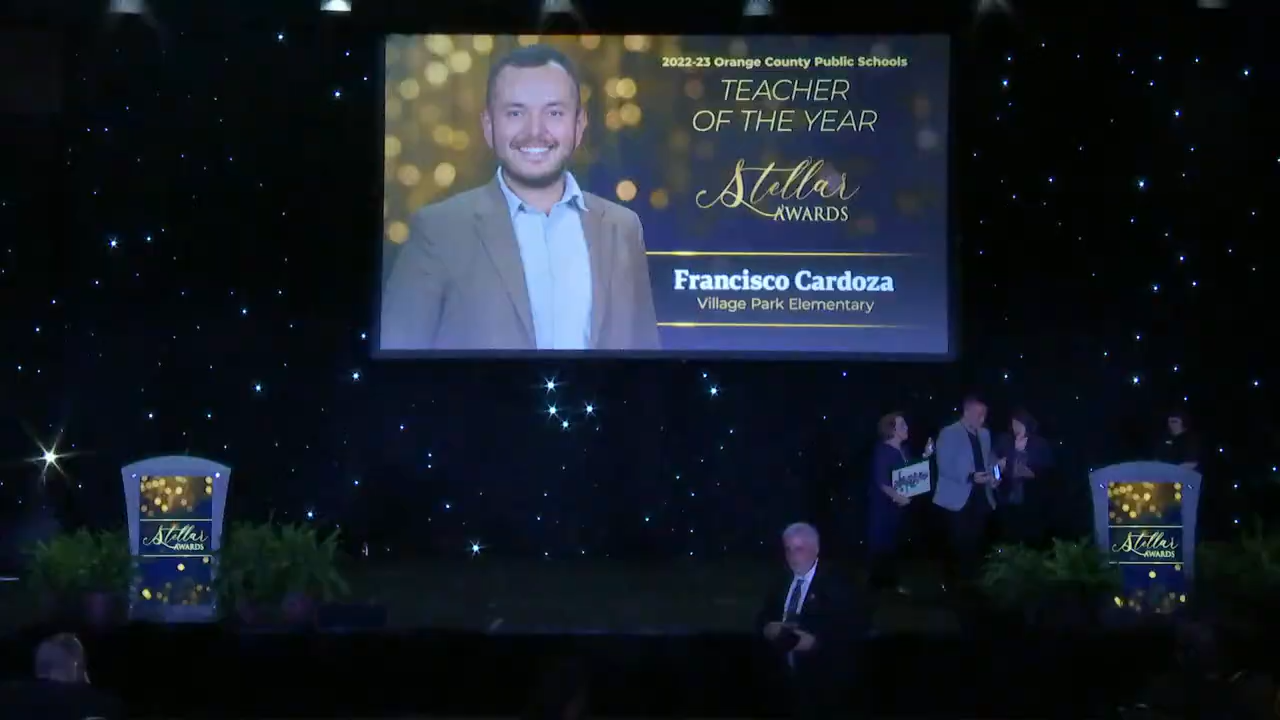 2022-23 Orange County Public Schools
TEACHER
OF THE YEAR
Stellar
AWARDS
Francisco Cardoza
Village Park Elementary
Stellar
AWARDS
Stellar
AWARDS